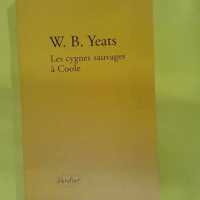 W. B. Yeats
Les cygnes sauvages
à Coole
Verdier